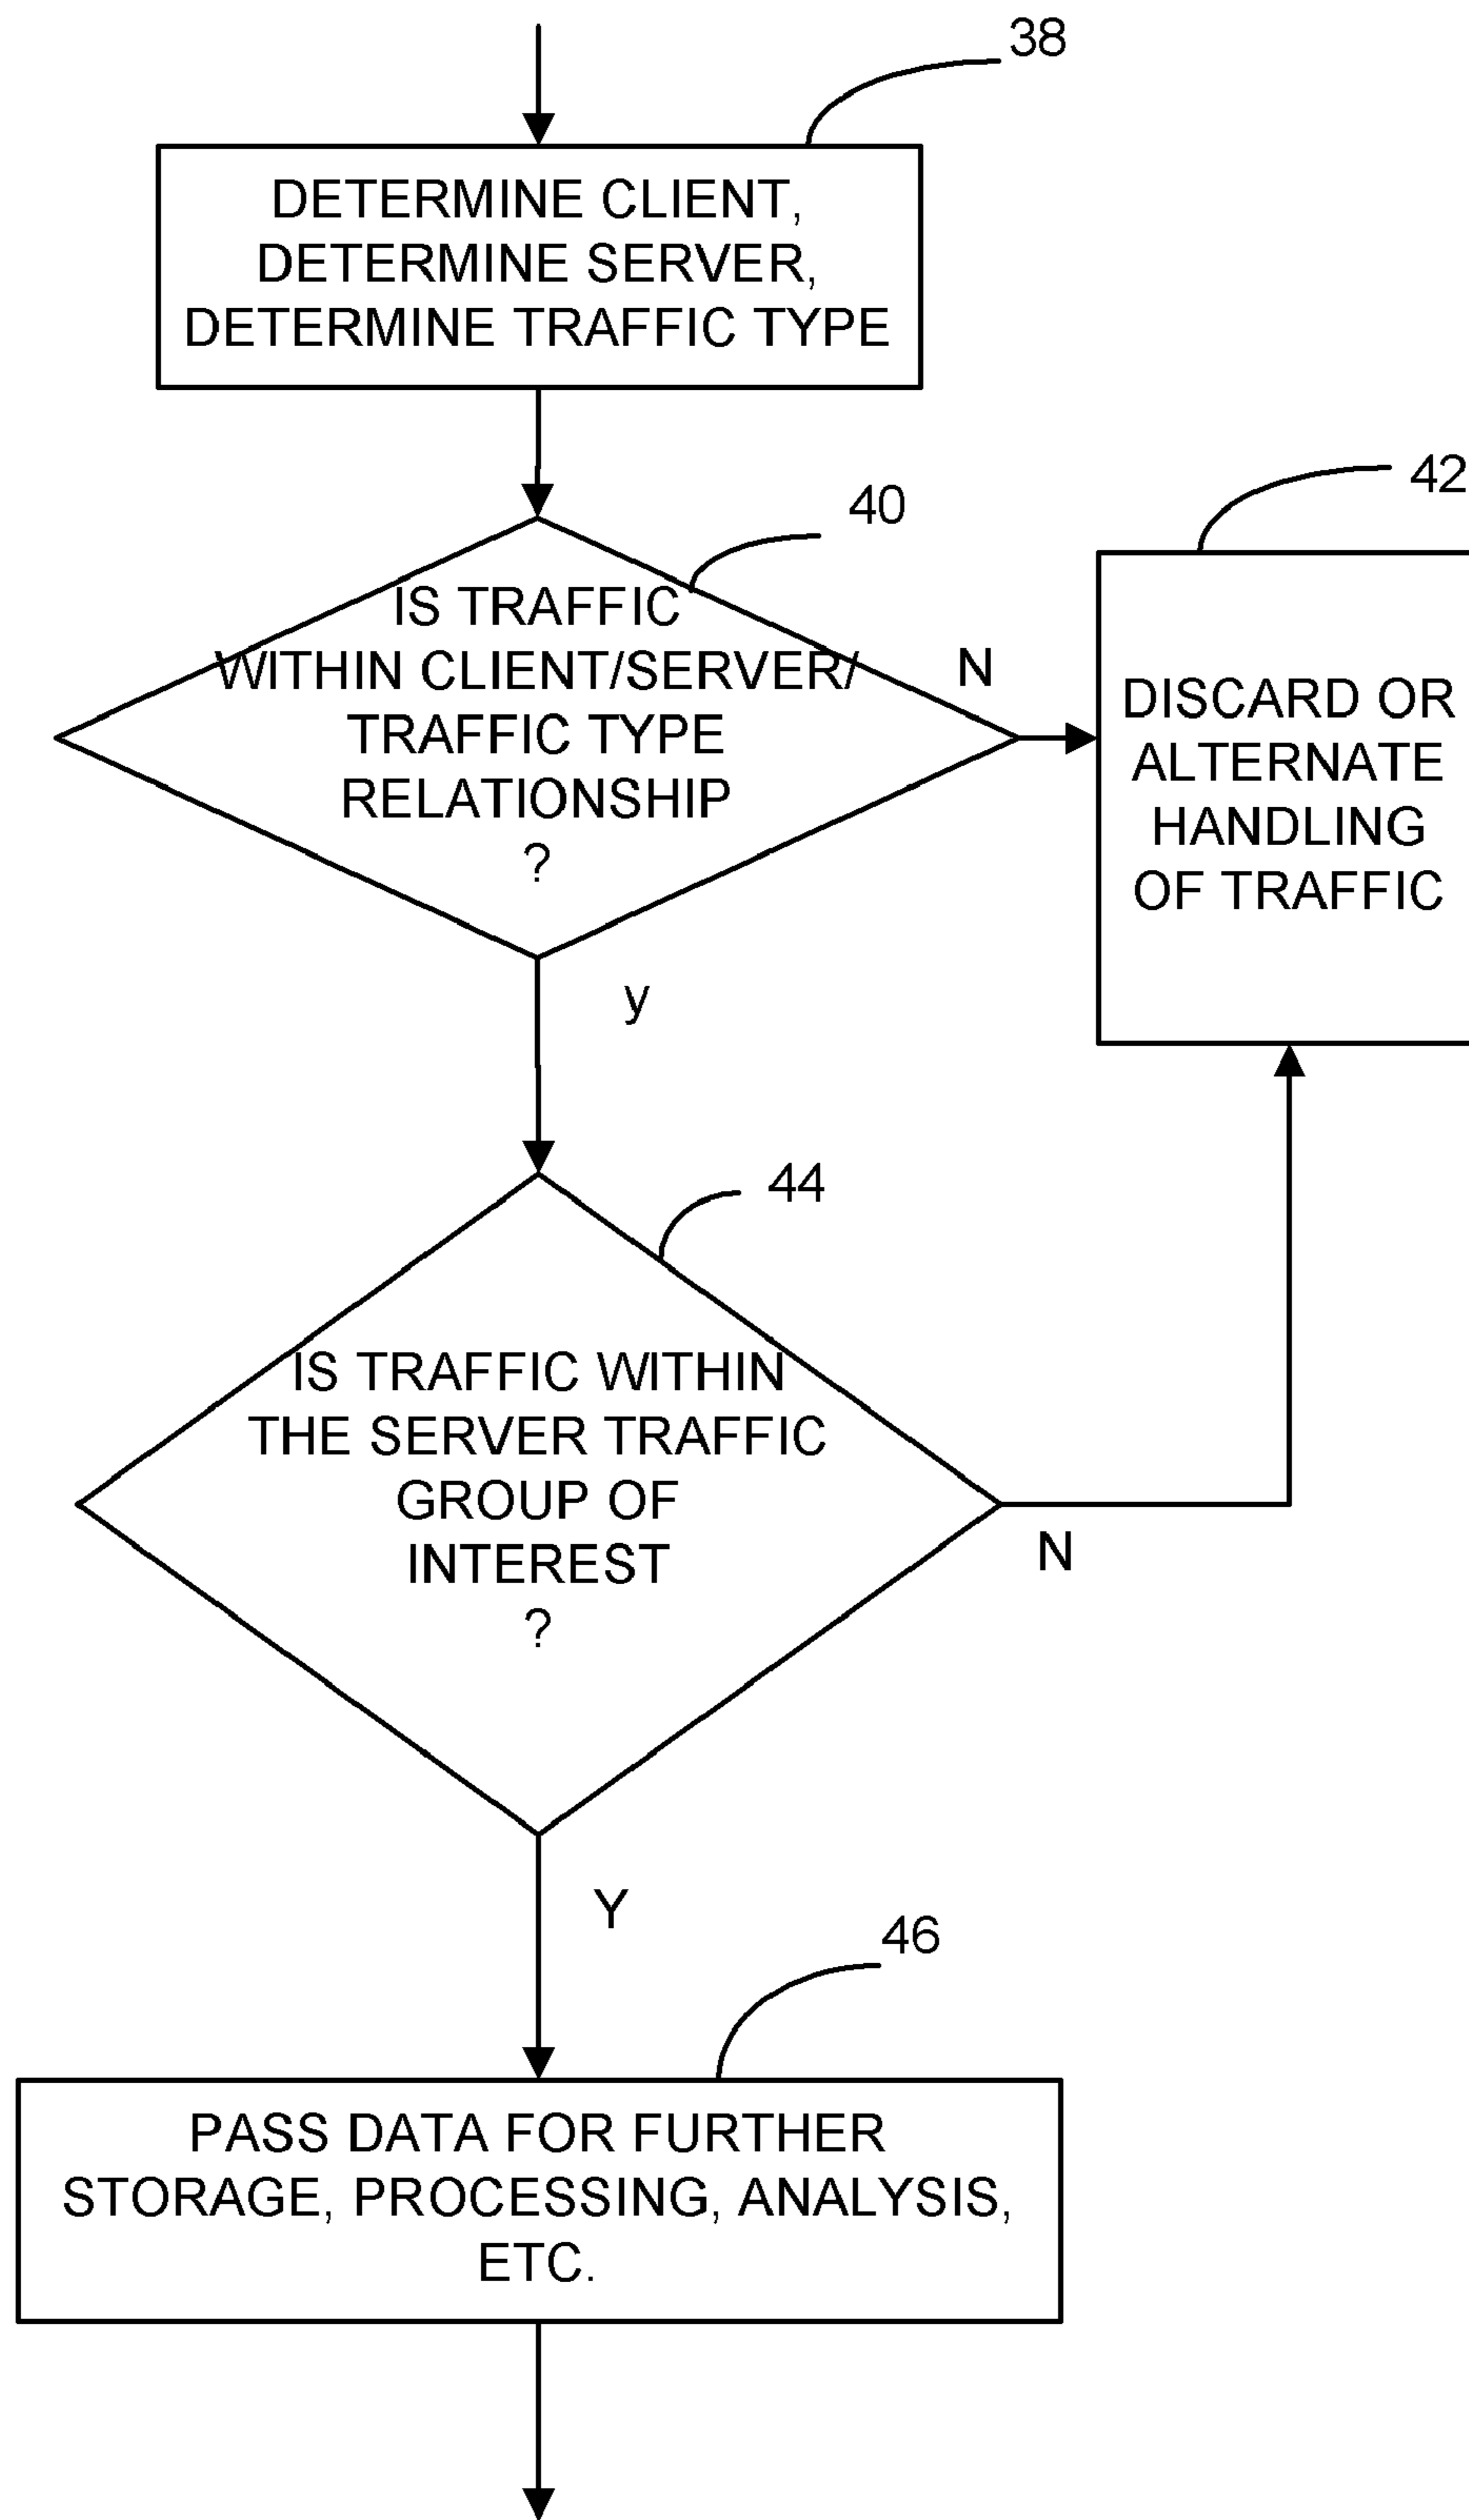 38
DETERMINE CLIENT,
DETERMINE SERVER,
DETERMINE TRAFFIC TYPE
40
IS TRAFFIC
WITHIN CLIENT/SERVER/
TRAFFIC TYPE
RELATIONSHIP
?
N
42
DISCARD OR
ALTERNATE
HANDLING
OF TRAFFIC
y
44
IS TRAFFIC WITHIN
THE SERVER TRAFFIC
GROUP OF
INTEREST
?
N
Y
46
PASS DATA FOR FURTHER
STORAGE, PROCESSING, ANALYSIS,
ETC.